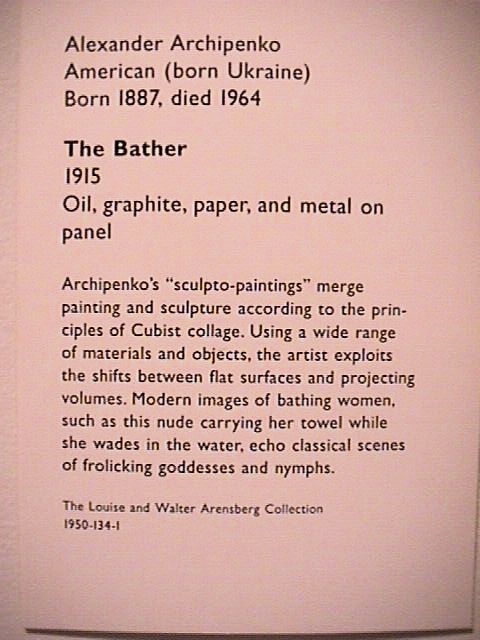 Alexander Archipenko
American (born Ukraine)
Born 1887, died 1964
The Bather
1915
Oil, graphite, paper, and metal on
panel
Archipenko's “sculpto-paintings” merge
painting and sculpture according to the prin-
ciples of Cubist collage. Using a wide range
of materials and objects, the artist exploits
the shifts between flat surfaces and projecting
volumes. Modern images of bathing women,
such as this nude carrying her towel while
she wades in the water, echo classical scenes
of frolicking goddesses and nymphs.
The Louise and Walter Arensberg Collection
1950-134-1